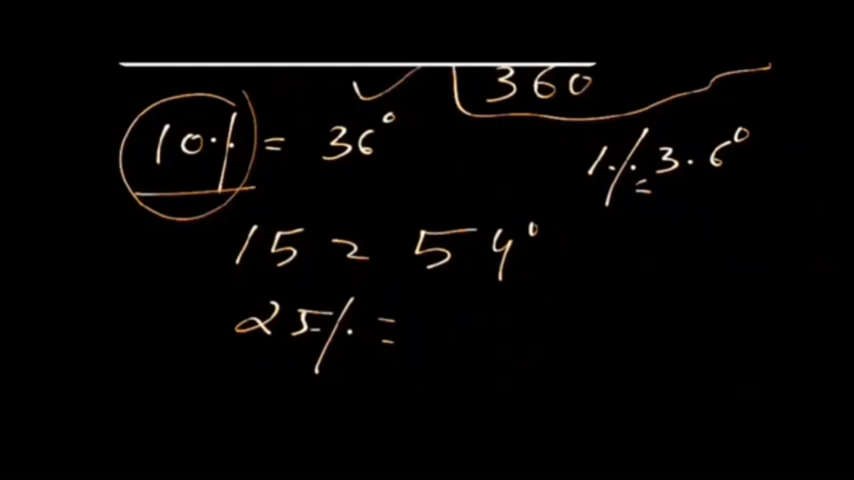 360
10% = 36°
1% = 3.6°
15 = 54°
25% =